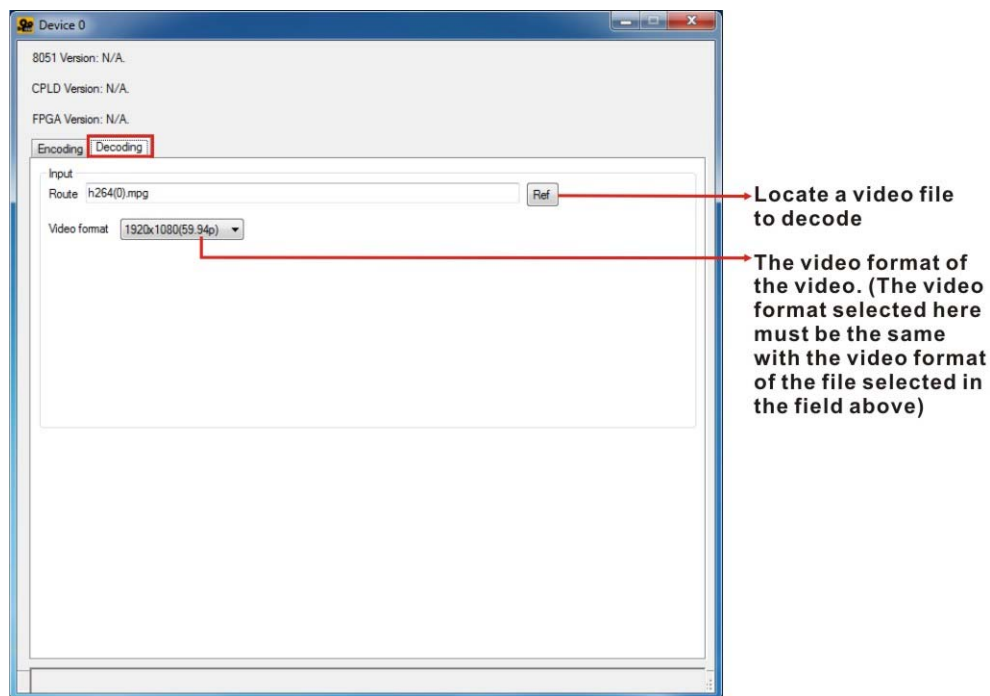 Device 0
8051 Version: N/A.
CPLD Version: N/A.
FPGA Version: N/A.
Encoding Decoding
Input
Route h264(0).mpg Ref
Video format 1920x1080(59.94p)
Locate a video file
to decode
The video format of
the video. (The video
format selected here
must be the same
with the video format
of the file selected in
the field above)